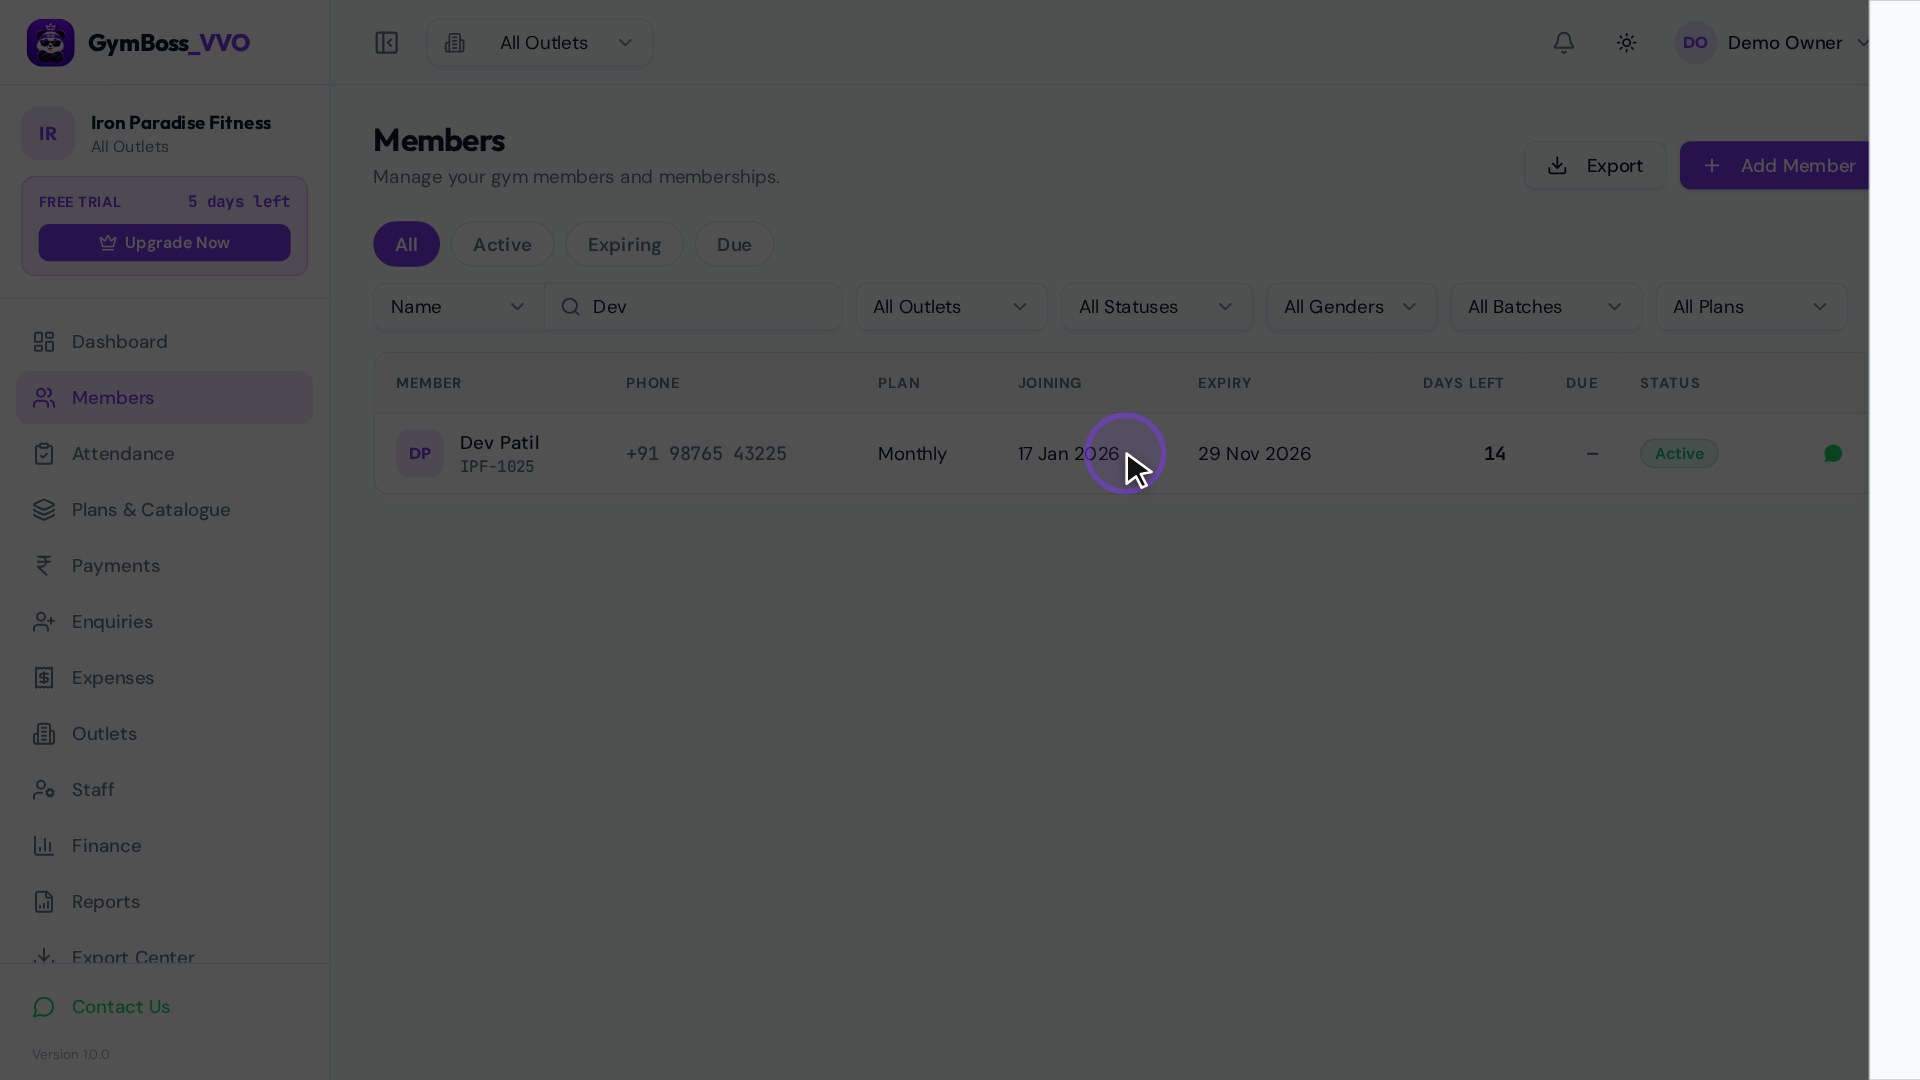 GymBoss_VVO
All Outlets
DO Demo Owner
IR Iron Paradise Fitness
All Outlets
FREE TRIAL 5 days left
Upgrade Now
Dashboard
Members
Attendance
Plans & Catalogue
Payments
Enquiries
Expenses
Outlets
Staff
Finance
Reports
Export Center
Contact Us
Version 1.0.0
Members
Manage your gym members and memberships.
Export
Add Member
All Active Expiring Due
Name Dev All Outlets All Statuses All Genders All Batches All Plans
MEMBER PHONE PLAN JOINING EXPIRY DAYS LEFT DUE STATUS
DP Dev Patil +91 98765 43225 Monthly 17 Jan 2026 29 Nov 2026 14 – Active
IPF-1025